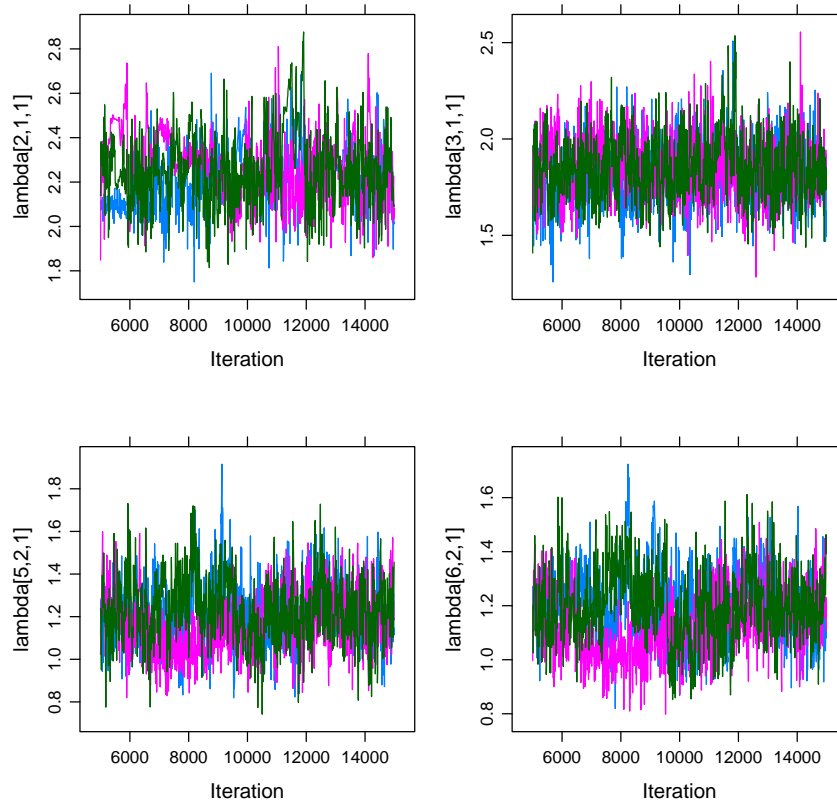 lambda[2,1,1]
1.8 2.0 2.2 2.4 2.6 2.8
6000 8000 10000 12000 14000
Iteration
lambda[3,1,1]
1.5 2.0 2.5
6000 8000 10000 12000 14000
Iteration
lambda[5,2,1]
0.8 1.0 1.2 1.4 1.6 1.8
6000 8000 10000 12000 14000
Iteration
lambda[6,2,1]
0.8 1.0 1.2 1.4 1.6
6000 8000 10000 12000 14000
Iteration